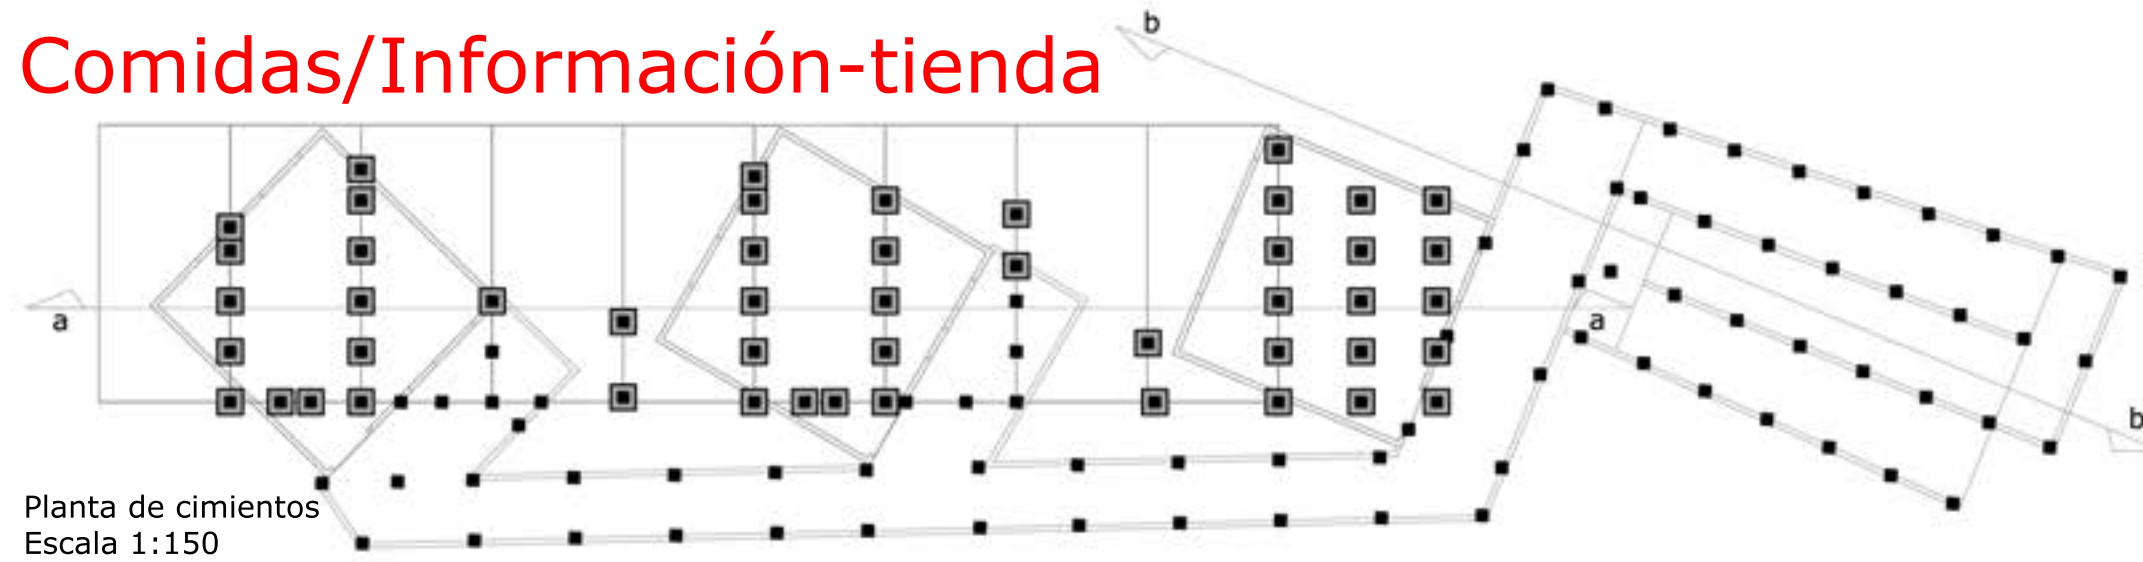 b
Comidas/Información-tienda
a
a
b
Planta de cimientos
Escala 1:150